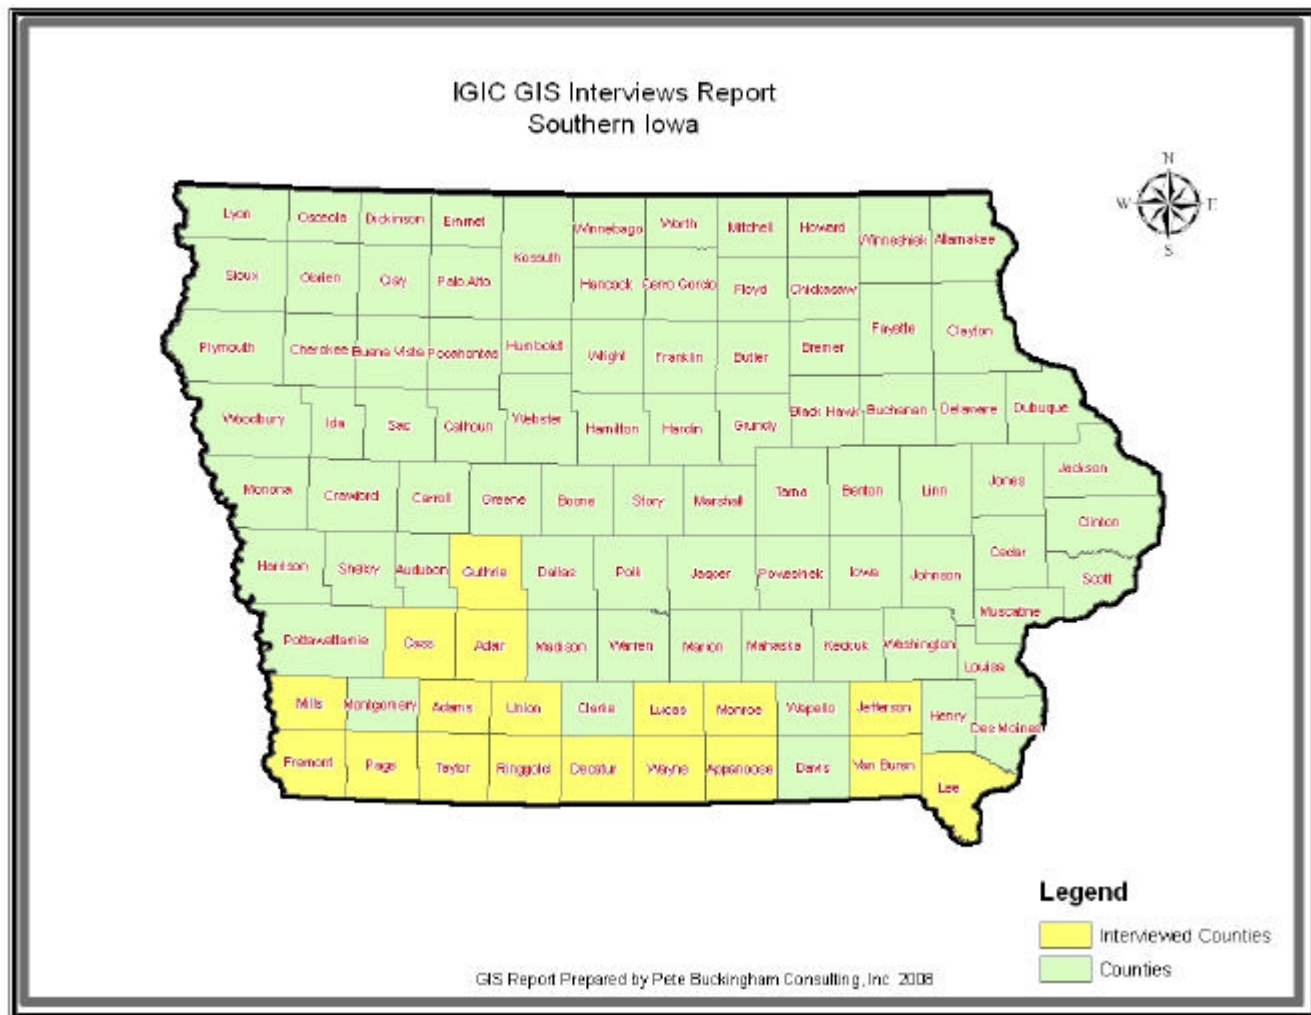 IGIC GIS Interviews Report
Southern Iowa
N
W E
S
Lyon Osceola Dickinson Emmet Kossuth Winnebago Worth Mitchell Howard Winneshiek Allamakee
Sioux Obrien Clay Palo Alto Hancock Cerro Gordo Floyd Chickasaw
Plymouth Cherokee Buena Vista Pocahontas Humboldt Wright Franklin Butler Bremer Fayette Clayton
Woodbury Ida Sac Calhoun Webster Hamilton Hardin Grundy Black Hawk Buchanan Delaware Dubuque
Monona Crawford Carroll Greene Boone Story Marshall Tama Benton Linn Jones Jackson
Clinton
Harrison Shelby Audubon Guthrie Dallas Polk Jasper Poweshiek Iowa Johnson Cedar Scott
Muscatine
Pottawattamie Cass Adair Madison Warren Marion Mahaska Keokuk Washington Louisa
Mills Montgomery Adams Union Clarke Lucas Monroe Wapello Jefferson Henry Des Moines
Fremont Page Taylor Ringgold Decatur Wayne Appanoose Davis Van Buren Lee
Legend
Interviewed Counties
Counties
GIS Report Prepared by Pete Buckingham Consulting, Inc 2008